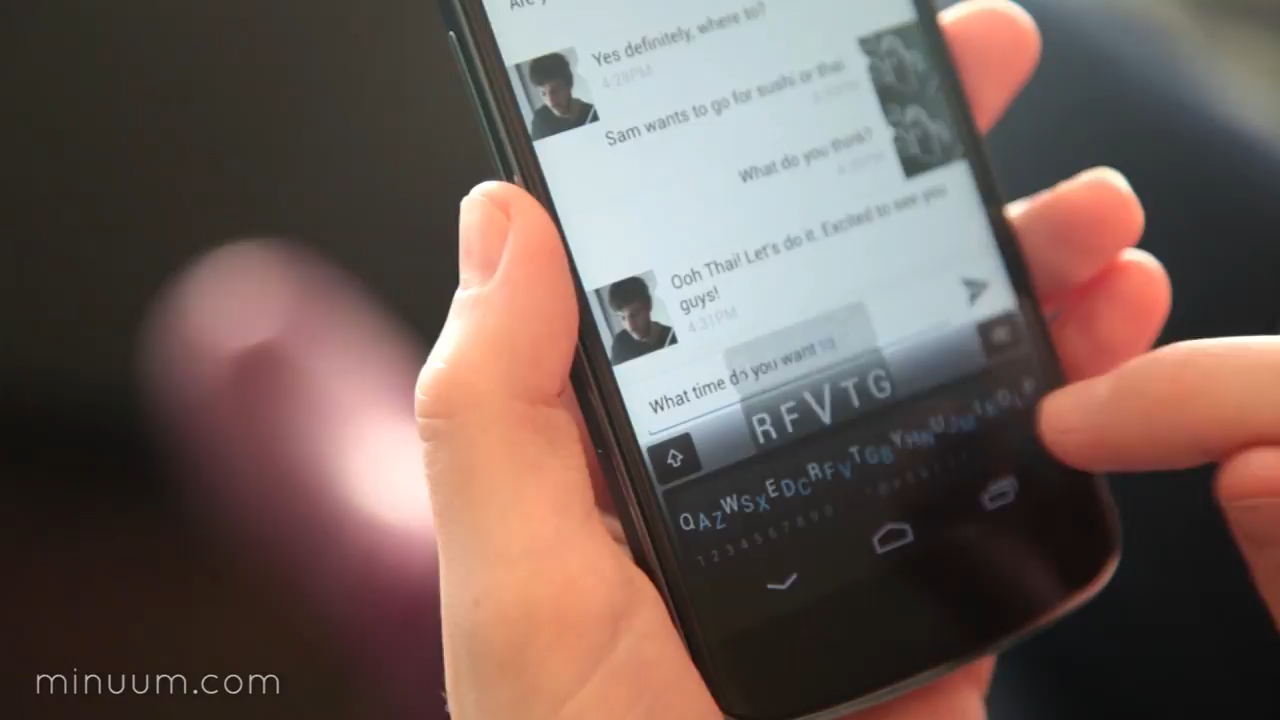 Yes definitely, where to?
4:28PM
Sam wants to go for sushi or thai
What do you think?
Ooh Thai! Let's do it. Excited to see you
guys!
4:31PM
What time do you want to
RFVTG
QAZWSXEDCRFVTGBYHNUJMIKOLP
1234567890
minuum.com